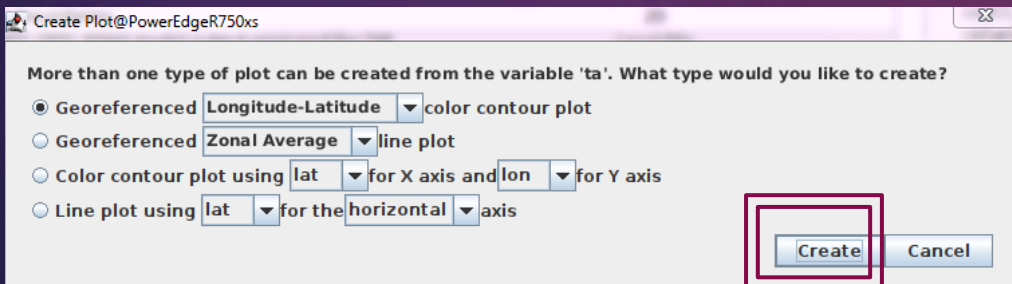 Create Plot@PowerEdgeR750xs
More than one type of plot can be created from the variable 'ta'. What type would you like to create?
Georeferenced Longitude-Latitude color contour plot
Georeferenced Zonal Average line plot
Color contour plot using lat for X axis and lon for Y axis
Line plot using lat for the horizontal axis
Create Cancel